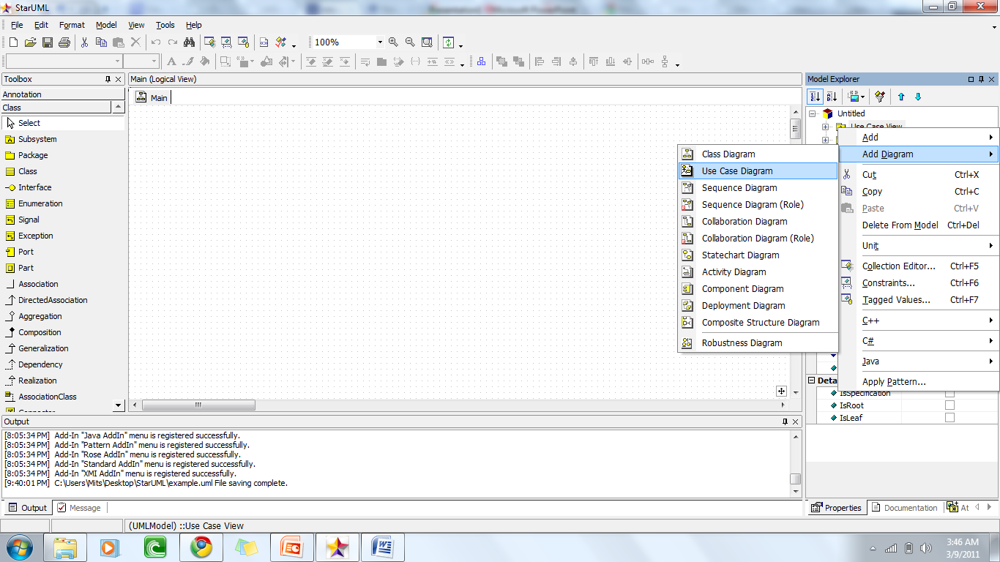 StarUML
File Edit Format Model View Tools Help
100%
Toolbox
Annotation
Class
Select
Subsystem
Package
Class
Interface
Enumeration
Signal
Exception
Port
Part
Association
DirectedAssociation
Aggregation
Composition
Generalization
Dependency
Realization
AssociationClass
Main (Logical View)
Main
Class Diagram
Use Case Diagram
Sequence Diagram
Sequence Diagram (Role)
Collaboration Diagram
Collaboration Diagram (Role)
Statechart Diagram
Activity Diagram
Component Diagram
Deployment Diagram
Composite Structure Diagram
Robustness Diagram
Model Explorer
Untitled
Use Case View
Add
Add Diagram
Cut Ctrl+X
Copy Ctrl+C
Paste Ctrl+V
Delete From Model Ctrl+Del
Unit
Collection Editor... Ctrl+F5
Constraints... Ctrl+F6
Tagged Values... Ctrl+F7
C++
C#
Java
Apply Pattern...
Deta
IsSpecification
IsRoot
IsLeaf
Properties Documentation At
Output
[8:05:34 PM] Add-In "Java AddIn" menu is registered successfully.
[8:05:34 PM] Add-In "Pattern AddIn" menu is registered successfully.
[8:05:34 PM] Add-In "Rose AddIn" menu is registered successfully.
[8:05:34 PM] Add-In "Standard AddIn" menu is registered successfully.
[8:05:34 PM] Add-In "XMI AddIn" menu is registered successfully.
[9:40:01 PM] C:\Users\Mits\Desktop\StarUML\example.uml File saving complete.
Output Message
(UMLModel) ::Use Case View
3:46 AM
3/9/2011